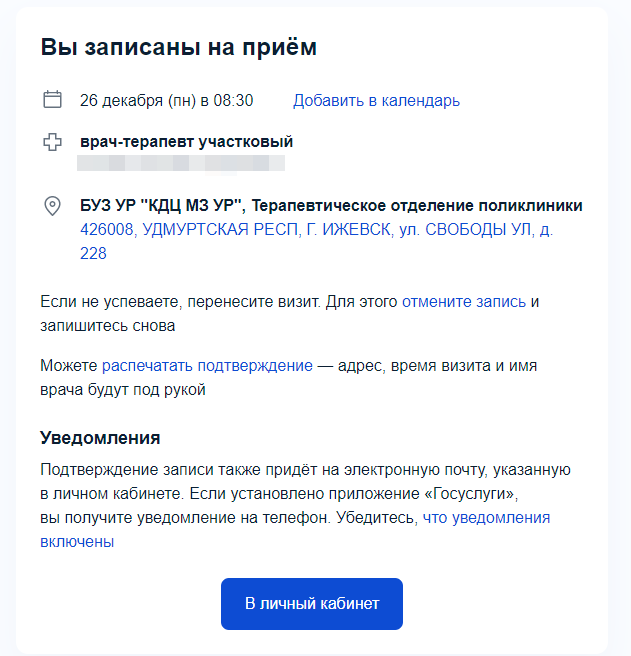 Вы записаны на приём
26 декабря (пн) в 08:30 Добавить в календарь
врач-терапевт участковый
БУЗ УР "КДЦ МЗ УР", Терапевтическое отделение поликлиники
426008, УДМУРТСКАЯ РЕСП, Г. ИЖЕВСК, ул. СВОБОДЫ УЛ, д.
228
Если не успеваете, перенесите визит. Для этого отмените запись и
запишитесь снова
Можете распечатать подтверждение — адрес, время визита и имя
врача будут под рукой
Уведомления
Подтверждение записи также придёт на электронную почту, указанную
в личном кабинете. Если установлено приложение «Госуслуги»,
вы получите уведомление на телефон. Убедитесь, что уведомления
включены
В личный кабинет